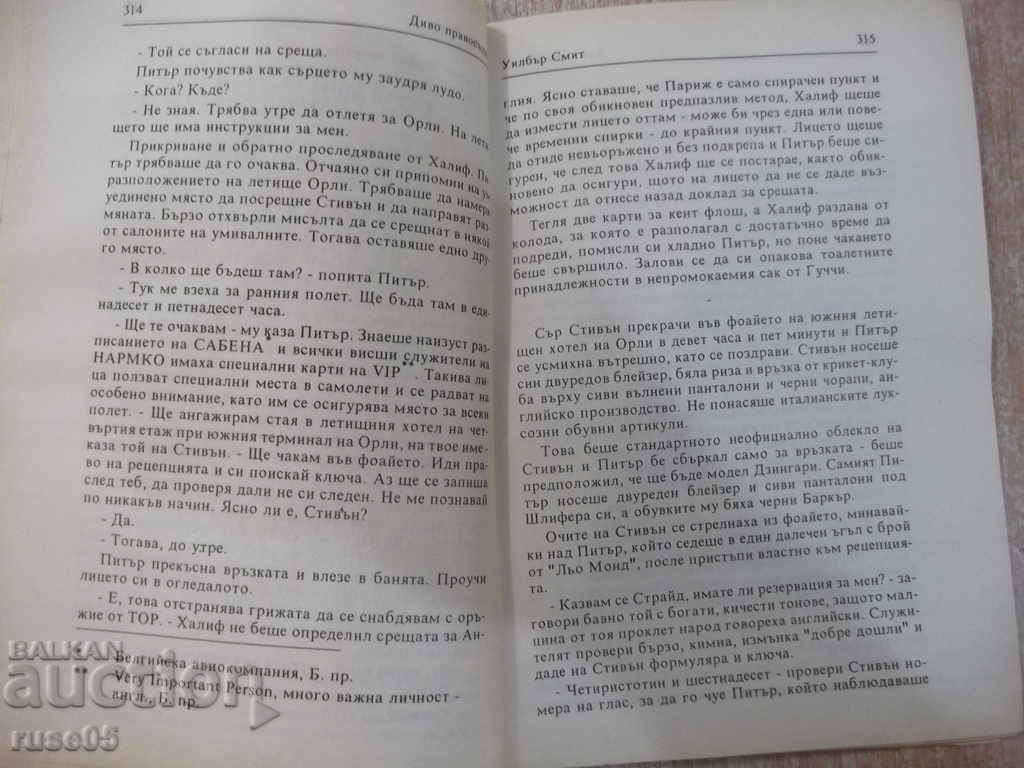 314
Диво
- Той се съгласи на среща.
Питър почувства как сърцето му заудря лудо.
- Кога? Къде?
- Не зная. Трябва утре да отлетя за Орли. На лета
щето ще има инструкции за мен.
Прикриване и обратно проследяване от Халиф. Пи
тър трябваше да го очаква. Отчаяно си припомни на ум
разположението на летище Орли. Трябваше да намери
уединено място да посрещне Стивън и да направят раз
мяната. Бързо отхвърли мисълта да се срещнат в някой
от салоните на умивалните. Тогава оставяше едно дру-
го място.
- В колко ще бъдеш там? - попита Питър.
- Тук ме взеха за ранния полет. Ще бъда там в еди
надесет и петнадесет часа.
- Ще те очаквам - му каза Питър. Знаеше наизуст раз
писанието на САБЕНА* и всички висши служители на
НАРМКО имаха специални карти на VIP**. Такива ли
ца ползват специални места в самолети и се радват на
особено внимание, като им се осигурява място за всеки
полет. - Ще ангажирам стая в летищния хотел на чет-
въртия етаж при южния терминал на Орли, на твое име-
каза той на Стивън. - Ще чакам във фоайето. Иди пра-
во на рецепцията и си поискай ключа. Аз ще се запиша
след теб, да проверя дали не си следен. Не ме познавай
по никакъв начин. Ясно ли е, Стивън?
- Да.
- Тогава, до утре.
Питър прекъсна връзката и влезе в банята. Проучи
лицето си в огледалото.
- Е, това отстранява грижата да се снабдявам с оръ-
жие от ТОР. - Халиф не беше определил срещата за Ан-
* Белгийска авиокомпания, Б. пр.
** Very Important Person, много важна личност -
англ., Б. пр.
315
Уилбър Смит
глия. Ясно ставаше, че Париж е само спирачен пункт и
че по своя обикновен предпазлив метод, Халиф щеше
да измести лицето оттам - може би чрез една или пове-
че временни спирки - до крайния пункт. Лицето щеше
да отиде невъоръжено и без подкрепа и Питър беше си-
гурен, че след това Халиф ще се постарае, както обик-
новено да осигури, щото на лицето да не се даде въз-
можност да отнесе назад доклад за срещата.
Тегля две карти за кент флош, а Халиф раздава от
колода, за която е разполагал с достатъчно време да
подреди, помисли си хладно Питър, но поне чакането
беше свършило. Залови се да си опакова тоалетните
принадлежности в непромокаемия сак от Гуччи.
Сър Стивън прекрачи във фоайето на южния лети-
щен хотел на Орли в девет часа и пет минути и Питър
се усмихна вътрешно, като се поздрави. Стивън носеше
син двуредов блейзер, бяла риза и връзка от крикет-клу-
ба върху сиви вълнени панталони и черни чорапи, ан-
глийско производство. Не понасяше италианските лук-
созни обувни артикули.
Това беше стандартното неофициално облекло на
Стивън и Питър бе сбъркал само за връзката - беше
предположил, че ще бъде модел Дзингари. Самият Пи-
тър носеше двуреден блейзер и сиви панталони под
Шлифера си, а обувките му бяха черни Баркър.
Очите на Стивън се стрелнаха из фоайето, минавай-
ки над Питър, който седеше в един далечен ъгъл с брой
от "Льо Монд", после пристъпи властно към рецепция-
та.
- Казвам се Страйд, имате ли резервация за мен? - за-
говори бавно той с богати, кичести тонове, защото мал-
цина от тоя проклет народ говореха английски. Служи-
телят провери бързо, кимна, измънка "добре дошли" и
даде на Стивън формуляра и ключа.
- Четиристотин и шестнадесет - провери Стивън но-
мера на глас, за да го чуе Питър, който наблюдаваше
БАЛКАН
auction
ruse05